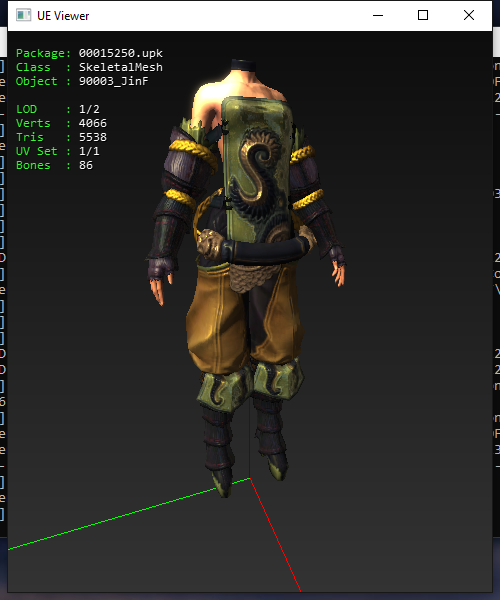 UE Viewer
Package: 00015250.upk
Class  : SkeletalMesh
Object : 90003_JinF
LOD    : 1/2
Verts  : 4066
Tris   : 5538
UV Set : 1/1
Bones  : 86